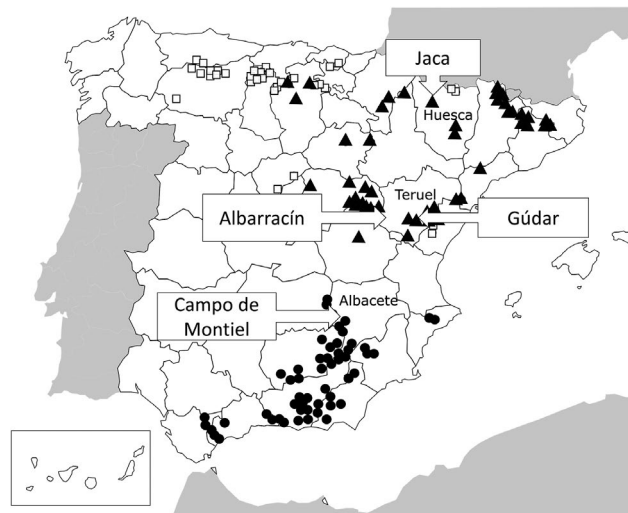 Jaca
Huesca
Teruel
Albarracín
Gúdar
Albacete
Campo de
Montiel